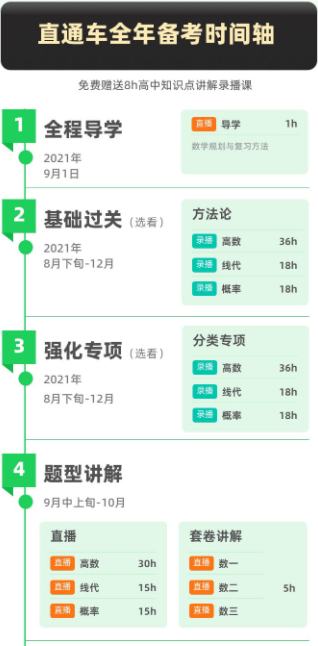 直通车全年备考时间轴
免费赠送8h高中知识点讲解录播课
1
全程导学
2021年
9月1日
直播 导学 1h
数学规划与复习方法
2
基础过关（选看）
2021年
8月下旬-12月
方法论
录播 高数 36h
录播 线代 18h
录播 概率 18h
3
强化专项（选看）
2021年
8月下旬-12月
分类专项
录播 高数 36h
录播 线代 18h
录播 概率 18h
4
题型讲解
9月中上旬-10月
直播
直播 高数 30h
直播 线代 15h
直播 概率 15h
套卷讲解
直播 数一
直播 数二 5h
直播 数三